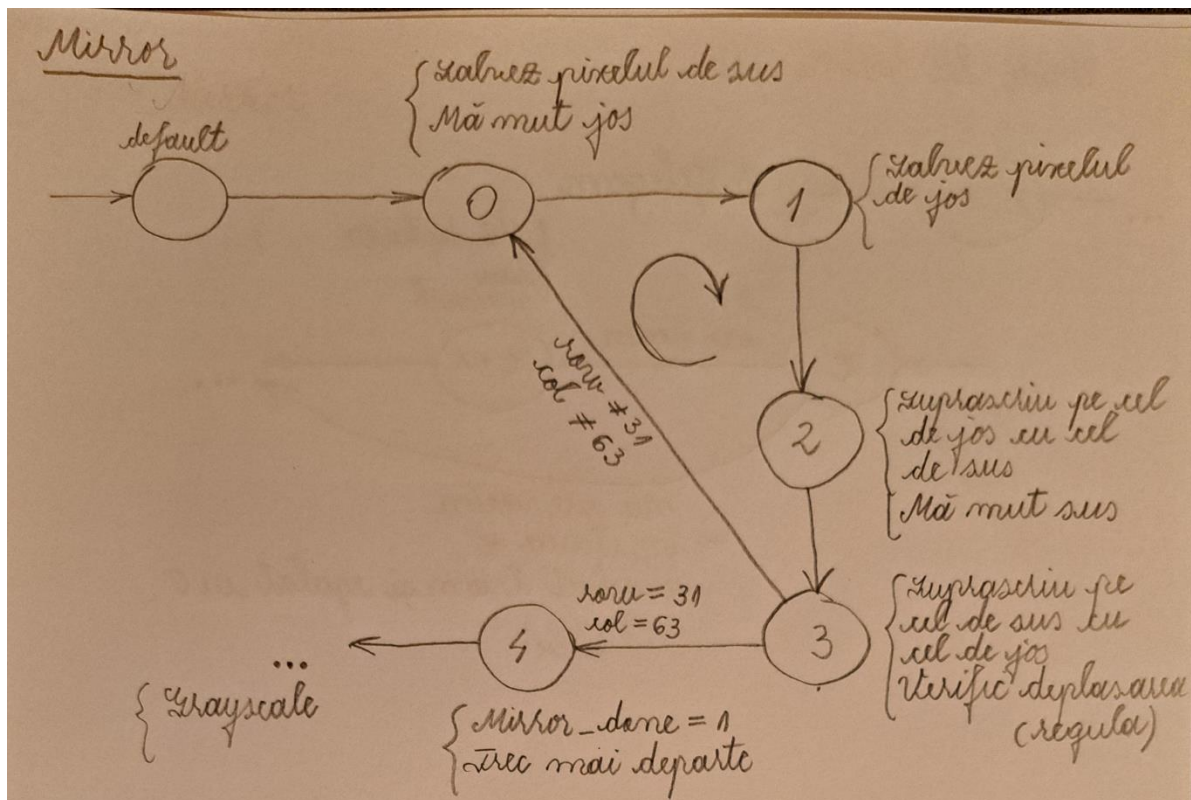 Mirror
default
0
Salvez pixelul de sus
Mă mut jos
1
Salvez pixelul
de jos
row ≠ 31
col ≠ 63
2
Suprascriu pe cel
de jos cu cel
de sus
Mă mut sus
3
Suprascriu pe
cel de sus cu
cel de jos
Verific deplasarea
(regula)
row = 31
col = 63
4
Mirror_done = 1
Trec mai departe
...
Grayscale